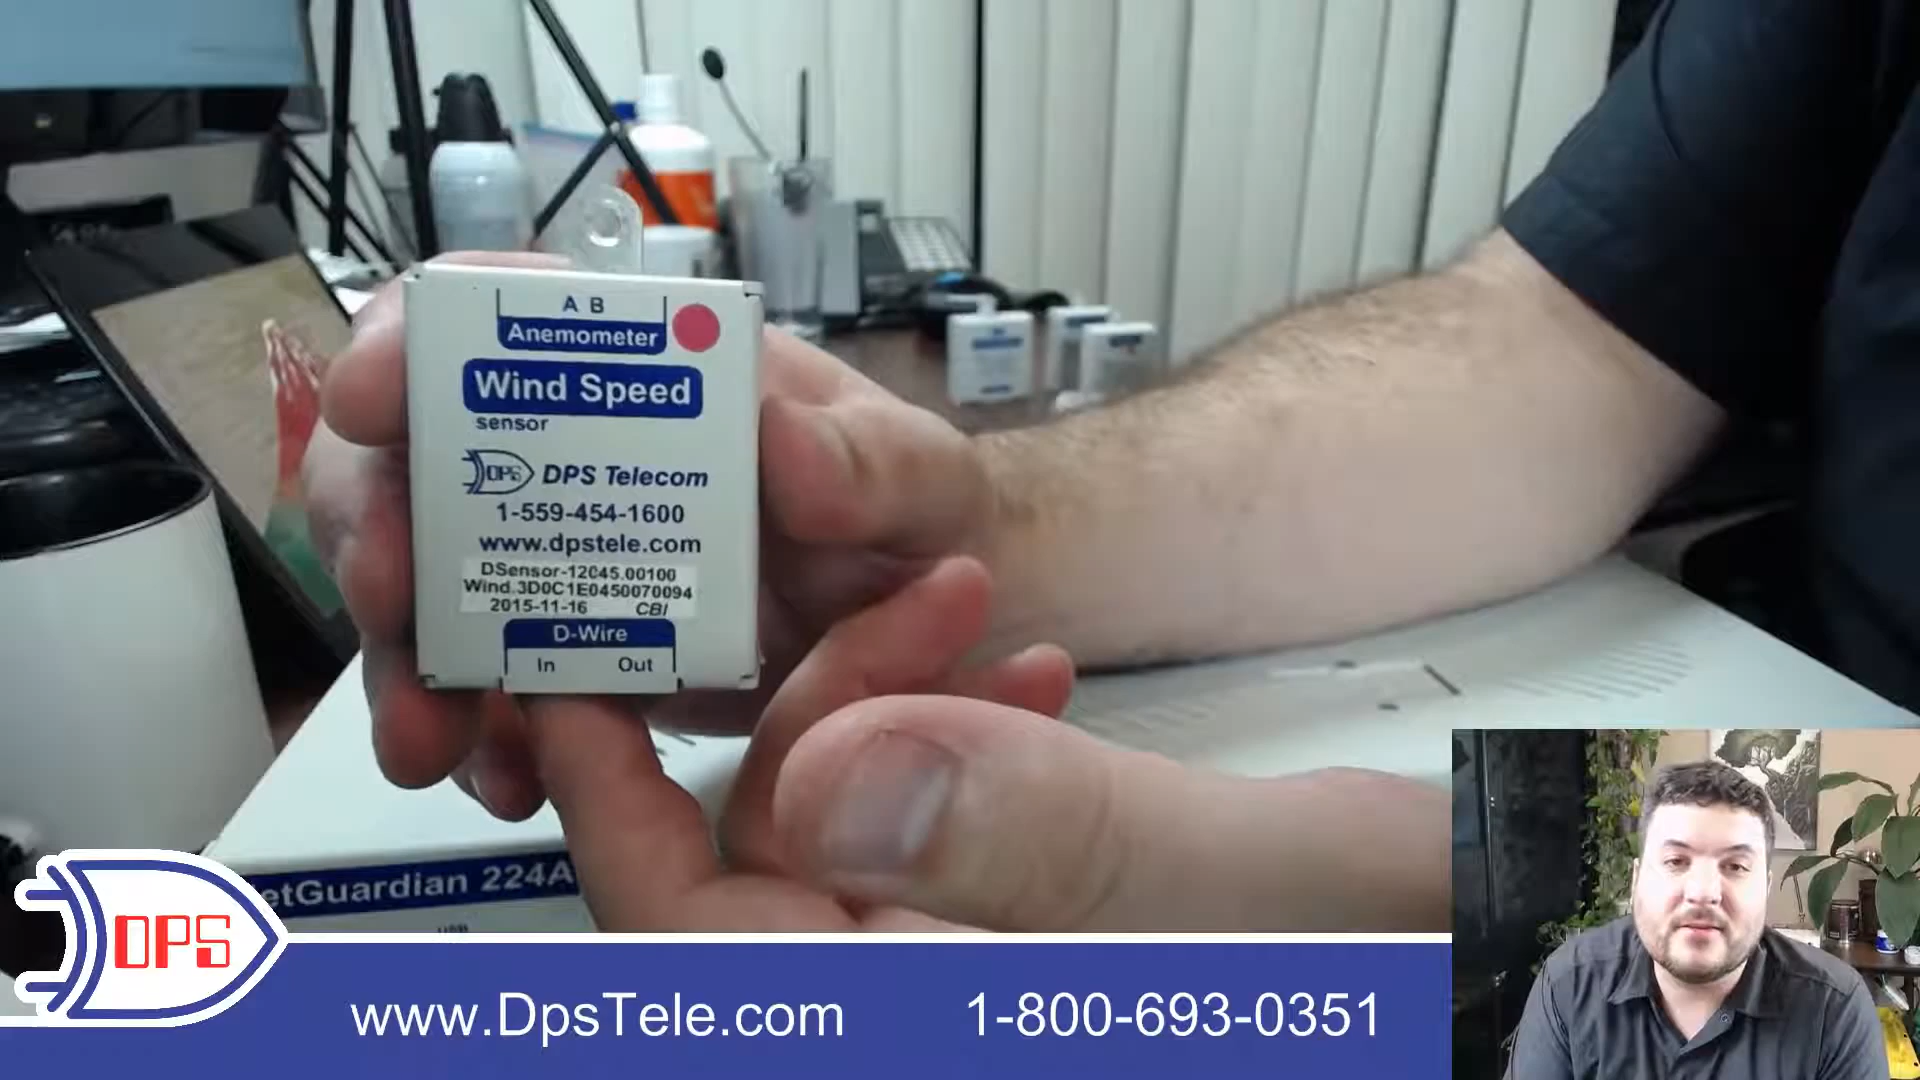 A B
Anemometer
Wind Speed
sensor
DPS DPS Telecom
1-559-454-1600
www.dpstele.com
DSensor-12045.00100
Wind.3D0C1E0450070094
2015-11-16 CBI
D-Wire
In Out
etGuardian 224A
USB
DPS
www.DpsTele.com 1-800-693-0351